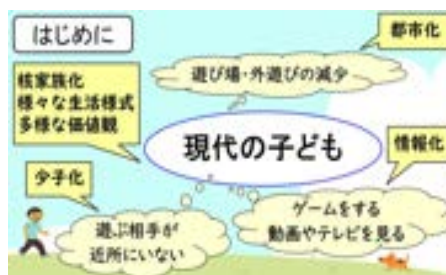 はじめに
都市化
核家族化
様々な生活様式
多様な価値観
遊び場・外遊びの減少
現代の子ども
情報化
少子化
遊ぶ相手が
近所にいない
ゲームをする
動画やテレビを見る